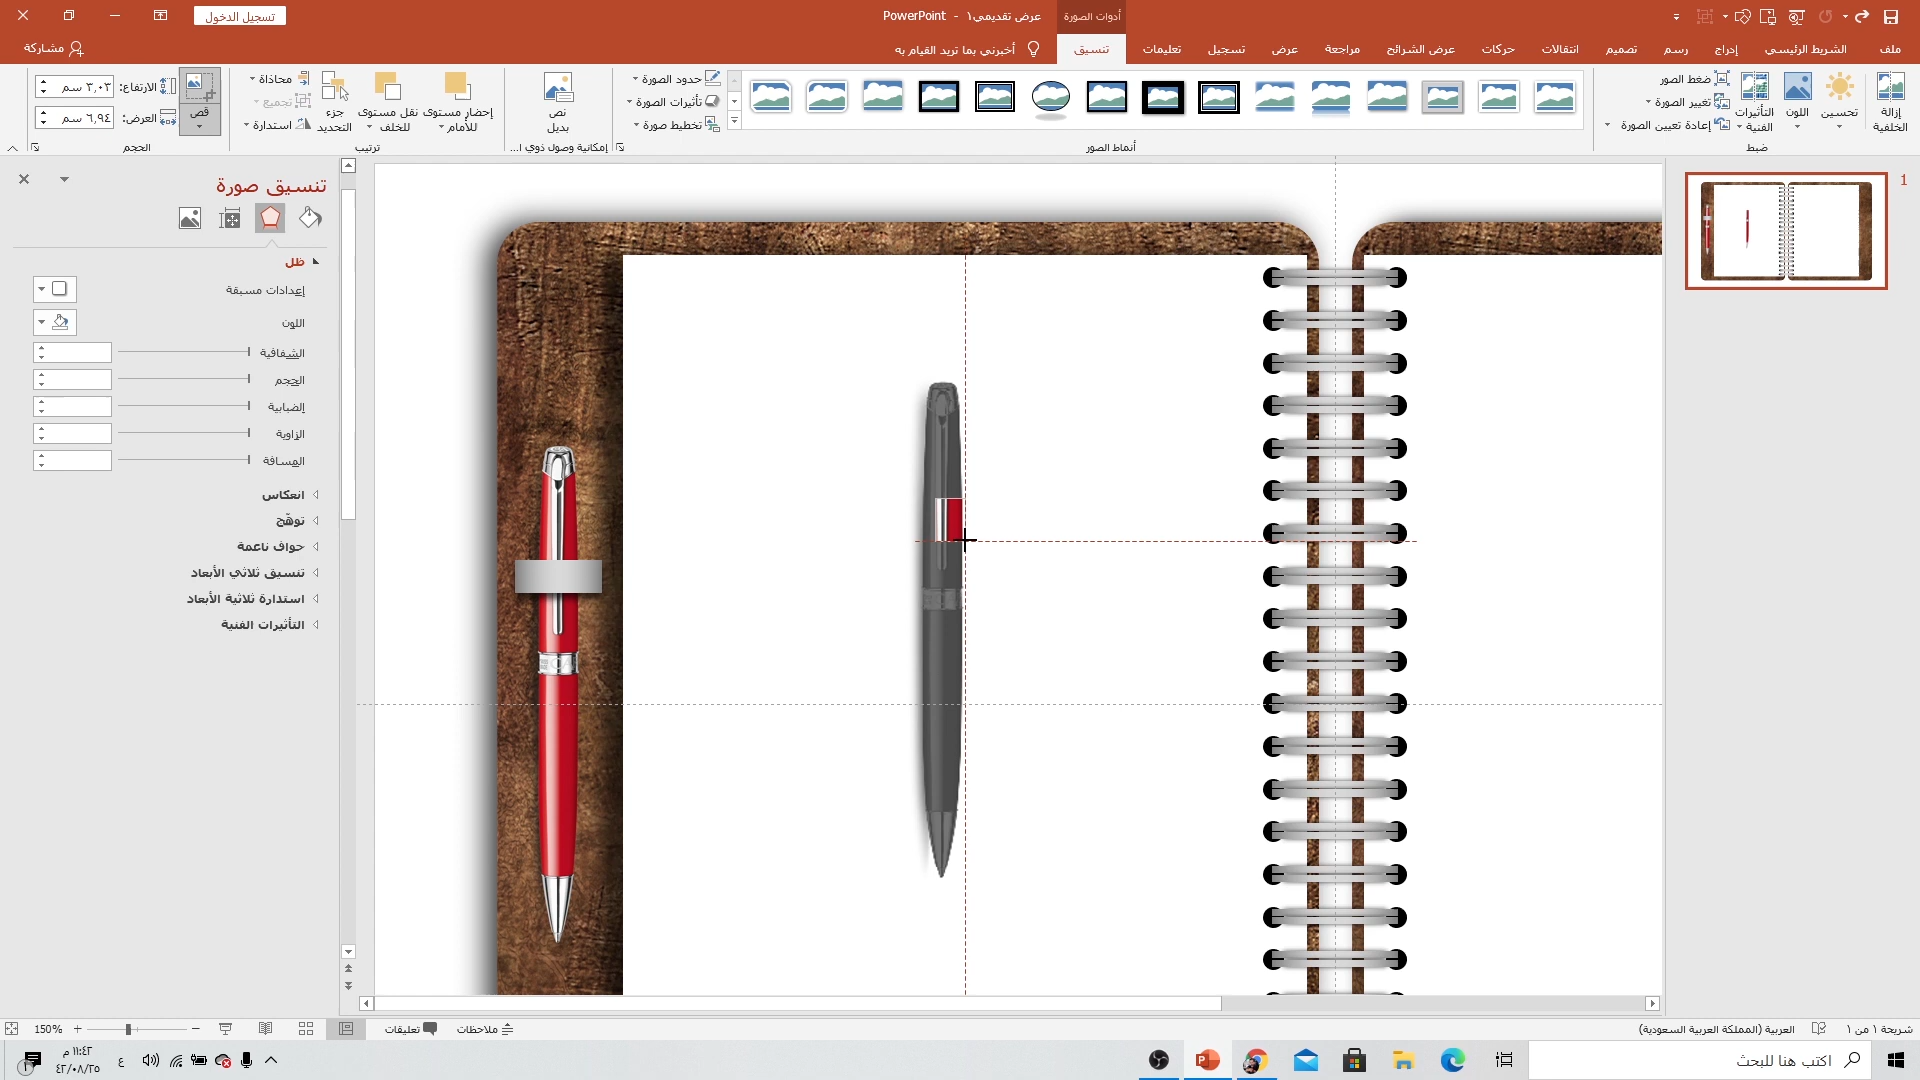 تسجيل الدخول
عرض تقديمي١ - PowerPoint
أدوات الصورة
ملف
الشريط الرئيسي
إدراج
رسم
تصميم
انتقالات
حركات
عرض الشرائح
مراجعة
عرض
تسجيل
تعليمات
تنسيق
أخبرني بما تريد القيام به
مشاركة
إزالة
الخلفية
تحسين
اللون
التأثيرات
الفنية
ضغط الصور
تغيير الصورة
إعادة تعيين الصورة
ضبط
أنماط الصور
حدود الصورة
تأثيرات الصورة
تخطيط صورة
نص
بديل
إمكانية وصول ذوي ا...
إحضار مستوى
للأمام
نقل مستوى
للخلف
جزء
التحديد
محاذاة
تجميع
استدارة
ترتيب
قص
الارتفاع: ٣,٠٣ سم
العرض: ٦,٩٤ سم
الحجم
تنسيق صورة
ظل
إعدادات مسبقة
اللون
الشفافية
الحجم
الضبابية
الزاوية
المسافة
انعكاس
توهّج
حواف ناعمة
تنسيق ثلاثي الأبعاد
استدارة ثلاثية الأبعاد
التأثيرات الفنية
1
شريحة ١ من ١
العربية (المملكة العربية السعودية)
ملاحظات
تعليقات
150%
اكتب هنا للبحث
ع
١١:٤٢ م
٤٢/٠٨/٢٥